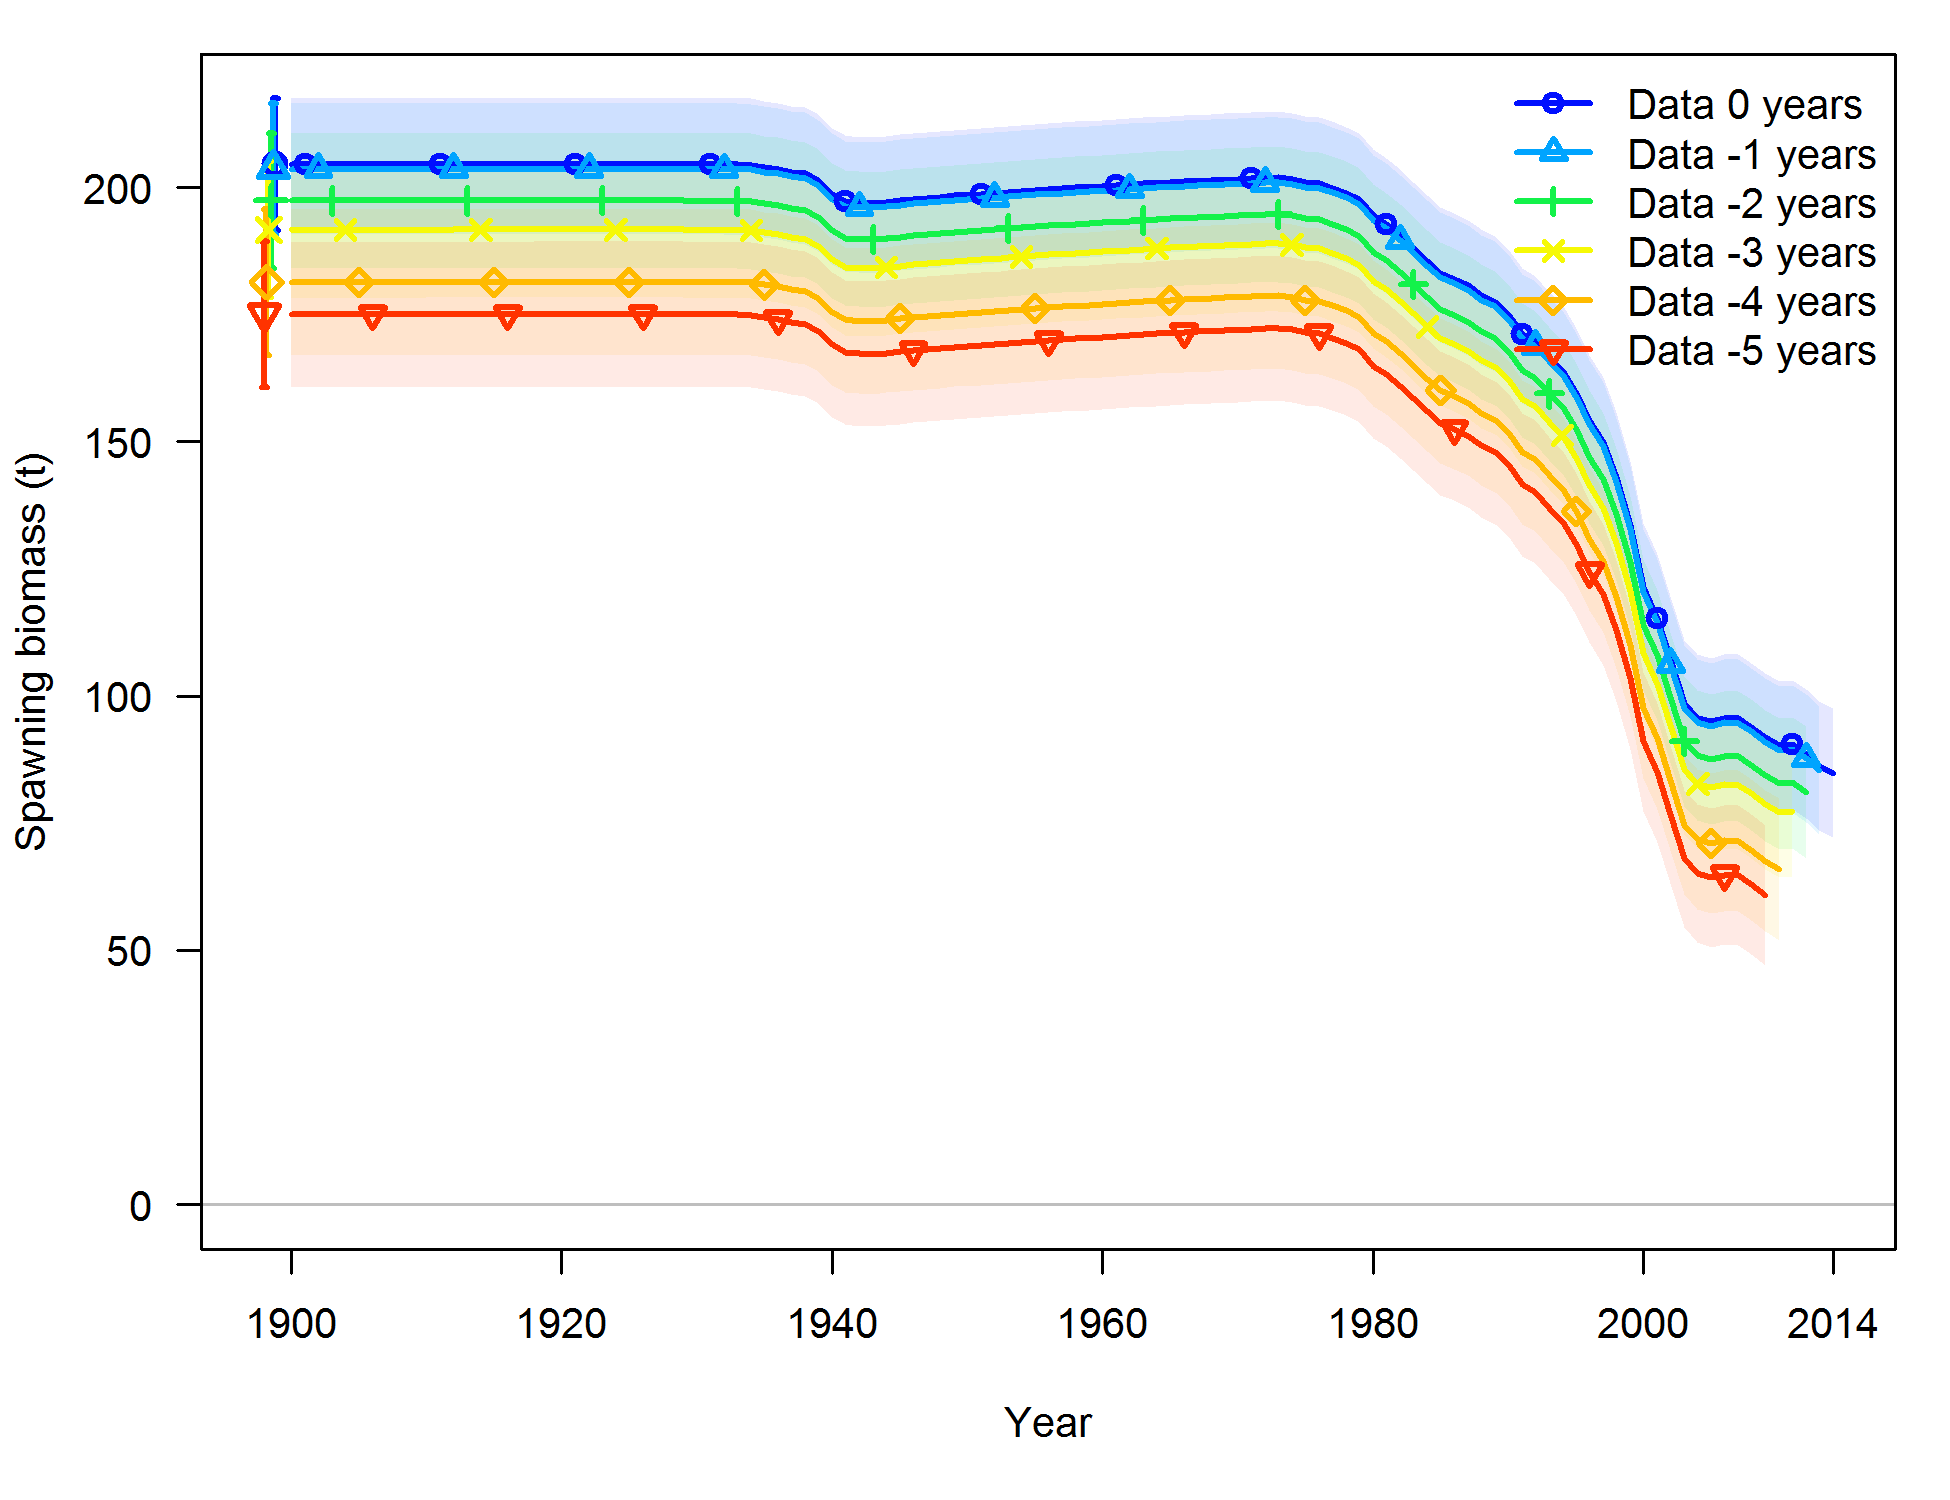 Data 0 years
Data -1 years
Data -2 years
Data -3 years
Data -4 years
Data -5 years
Spawning biomass (t)
200
150
100
50
0
1900 1920 1940 1960 1980 2000 2014
Year